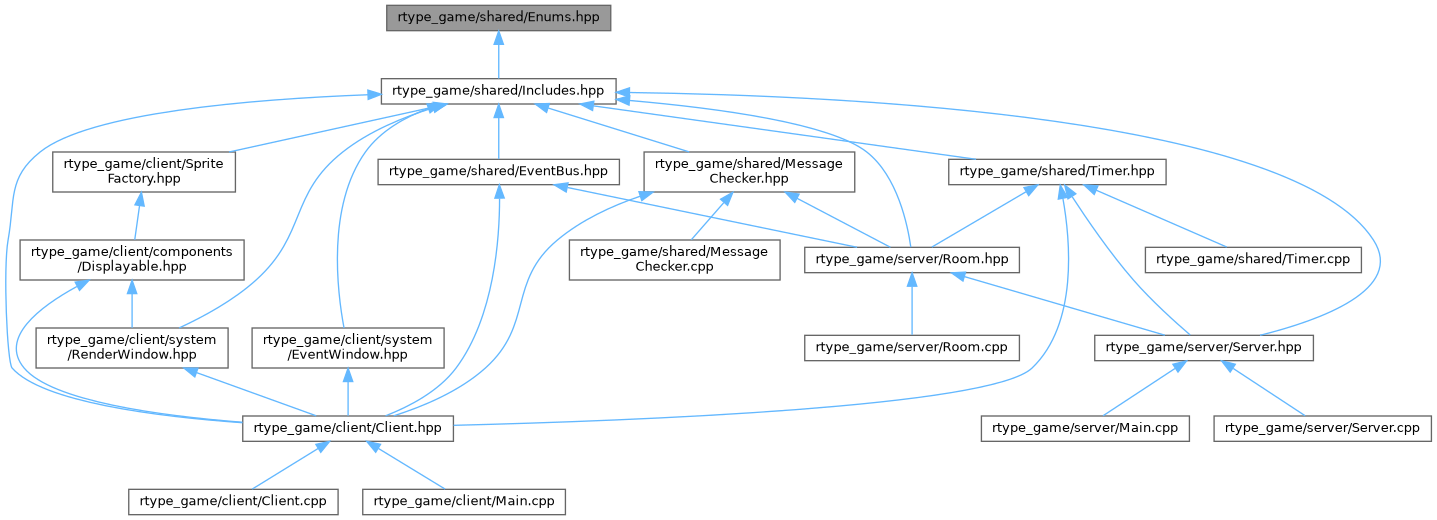 rtype_game/shared/Enums.hpp
rtype_game/shared/Includes.hpp
rtype_game/client/Sprite
Factory.hpp
rtype_game/shared/EventBus.hpp
rtype_game/shared/Message
Checker.hpp
rtype_game/shared/Timer.hpp
rtype_game/client/components
/Displayable.hpp
rtype_game/shared/Message
Checker.cpp
rtype_game/server/Room.hpp
rtype_game/shared/Timer.cpp
rtype_game/client/system
/RenderWindow.hpp
rtype_game/client/system
/EventWindow.hpp
rtype_game/server/Room.cpp
rtype_game/server/Server.hpp
rtype_game/client/Client.hpp
rtype_game/server/Main.cpp
rtype_game/server/Server.cpp
rtype_game/client/Client.cpp
rtype_game/client/Main.cpp